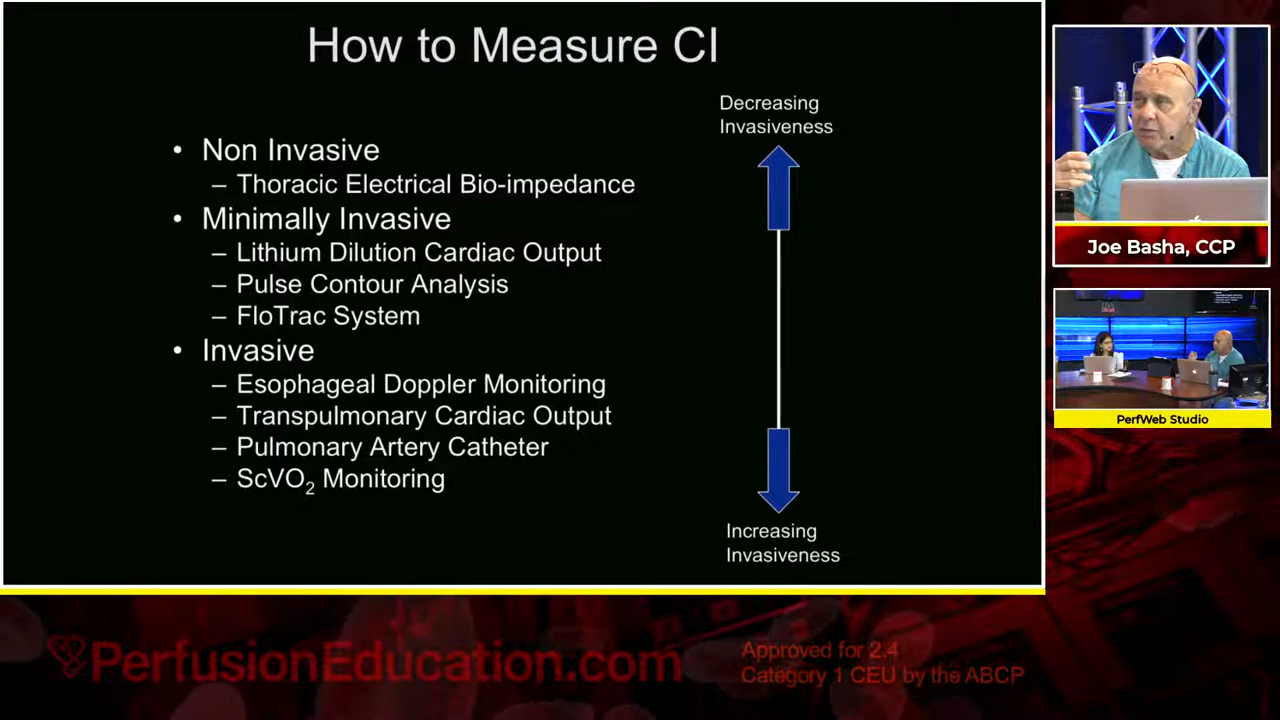 How to Measure CI
Decreasing
Invasiveness
• Non Invasive
– Thoracic Electrical Bio-impedance
• Minimally Invasive
– Lithium Dilution Cardiac Output
– Pulse Contour Analysis
– FloTrac System
• Invasive
– Esophageal Doppler Monitoring
– Transpulmonary Cardiac Output
– Pulmonary Artery Catheter
– ScVO₂ Monitoring
Increasing
Invasiveness
Joe Basha, CCP
PerfWeb Studio
PerfusionEducation.com
Approved for 2.4
Category 1 CEU by the ABCP